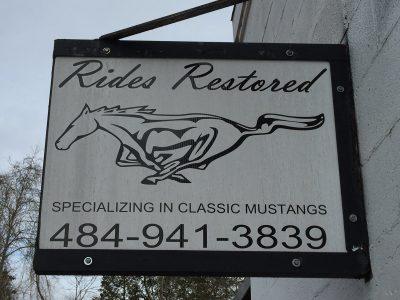 Rides Restored
SPECIALIZING IN CLASSIC MUSTANGS
484-941-3839